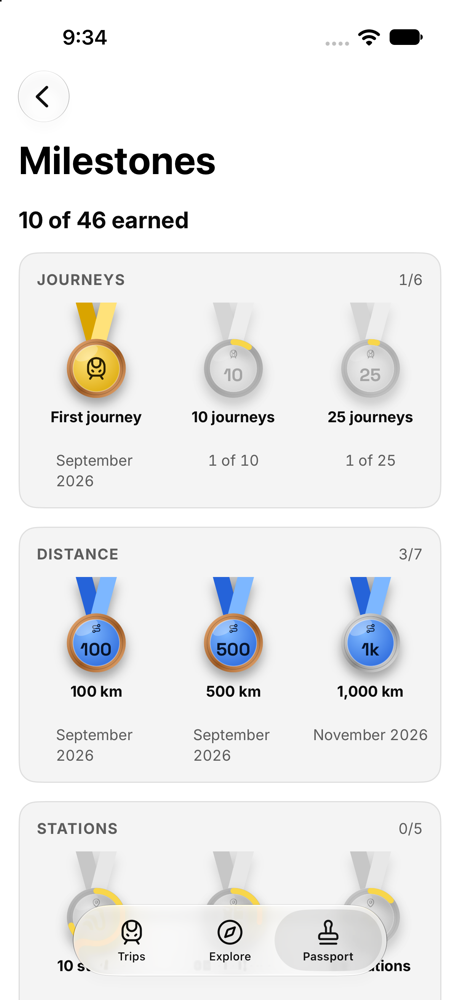 9:34
Milestones
10 of 46 earned
JOURNEYS 1/6
10 25
First journey 10 journeys 25 journeys
September 2026 1 of 10 1 of 25
DISTANCE 3/7
100 500 1k
100 km 500 km 1,000 km
September 2026 September 2026 November 2026
STATIONS 0/5
10
Trips Explore Passport